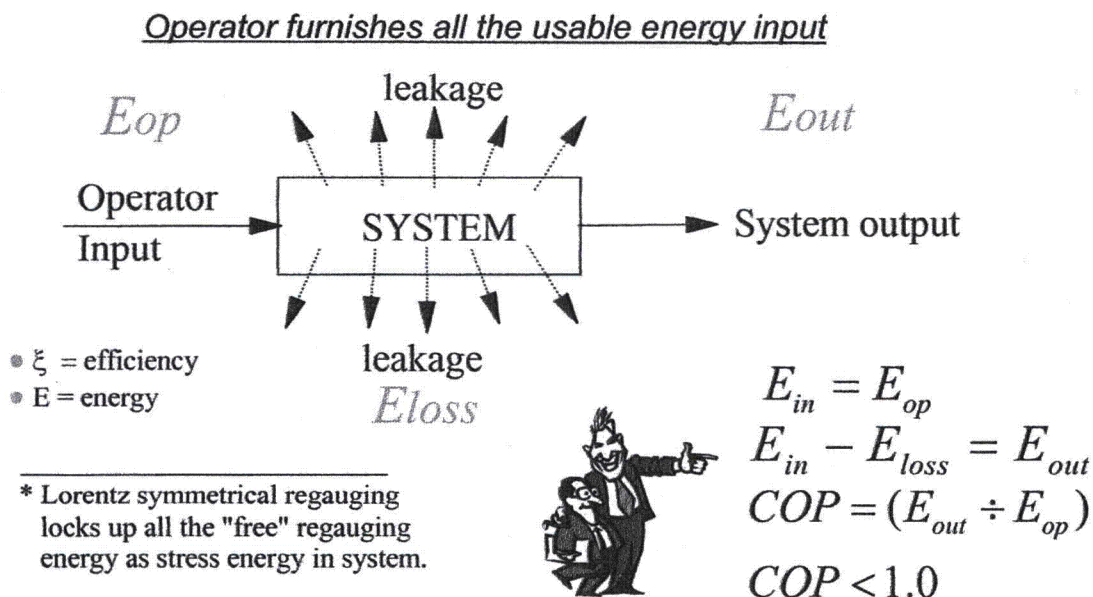 Operator furnishes all the usable energy input
leakage
Eop
Eout
Operator
Input
SYSTEM
System output
leakage
Eloss
• ξ = efficiency
• E = energy
* Lorentz symmetrical regauging
locks up all the "free" regauging
energy as stress energy in system.
E_in = E_op
E_in − E_loss = E_out
COP = (E_out ÷ E_op)
COP < 1.0